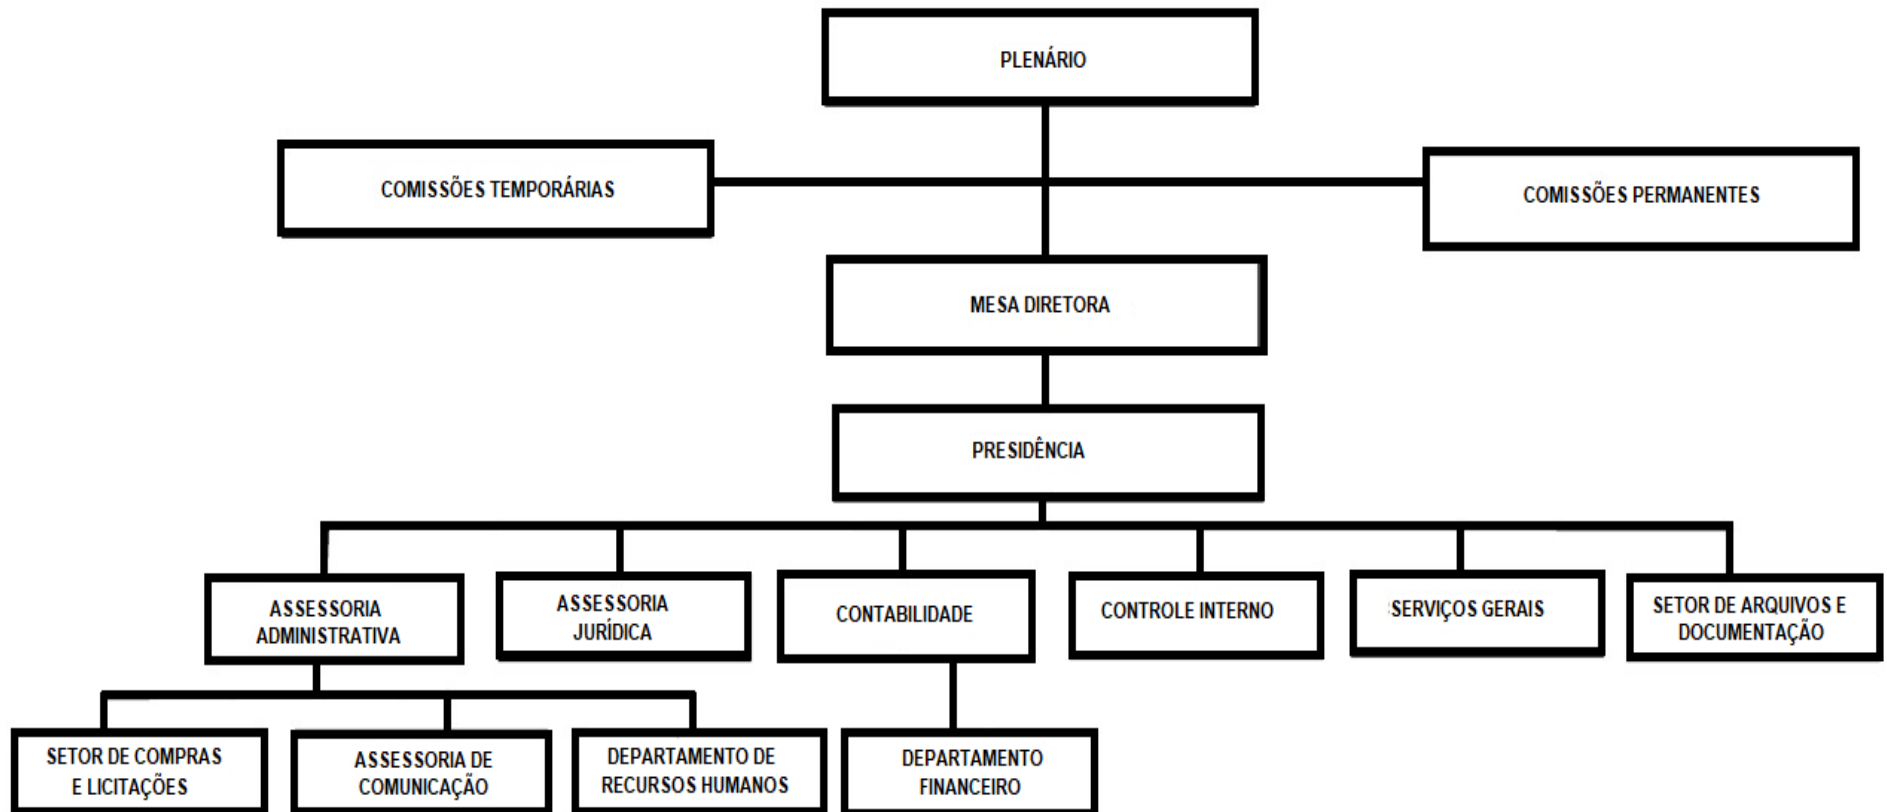 PLENÁRIO
COMISSÕES TEMPORÁRIAS
COMISSÕES PERMANENTES
MESA DIRETORA
PRESIDÊNCIA
ASSESSORIA
ADMINISTRATIVA
ASSESSORIA
JURÍDICA
CONTABILIDADE
CONTROLE INTERNO
SERVIÇOS GERAIS
SETOR DE ARQUIVOS E
DOCUMENTAÇÃO
SETOR DE COMPRAS
E LICITAÇÕES
ASSESSORIA DE
COMUNICAÇÃO
DEPARTAMENTO DE
RECURSOS HUMANOS
DEPARTAMENTO
FINANCEIRO